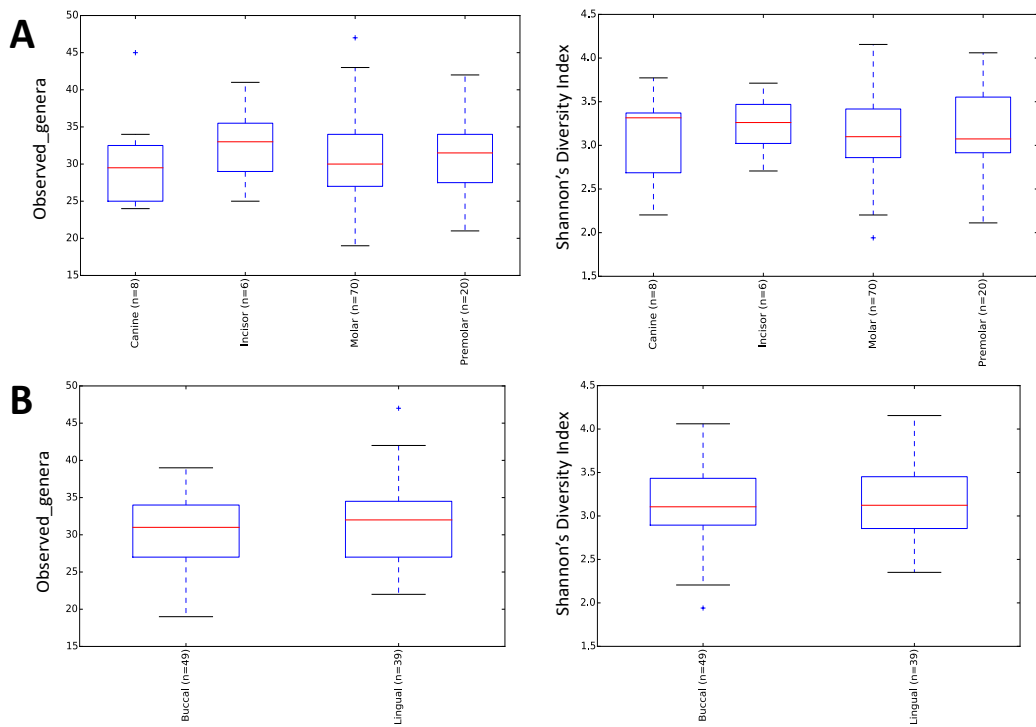 A
Observed_genera
50
45
40
35
30
25
20
15
Canine (n=8)
Incisor (n=6)
Molar (n=70)
Premolar (n=20)
Shannon's Diversity Index
4.5
4.0
3.5
3.0
2.5
2.0
1.5
Canine (n=8)
Incisor (n=6)
Molar (n=70)
Premolar (n=20)
B
Observed_genera
50
45
40
35
30
25
20
15
Buccal (n=49)
Lingual (n=39)
Shannon's Diversity Index
4.5
4.0
3.5
3.0
2.5
2.0
1.5
Buccal (n=49)
Lingual (n=39)